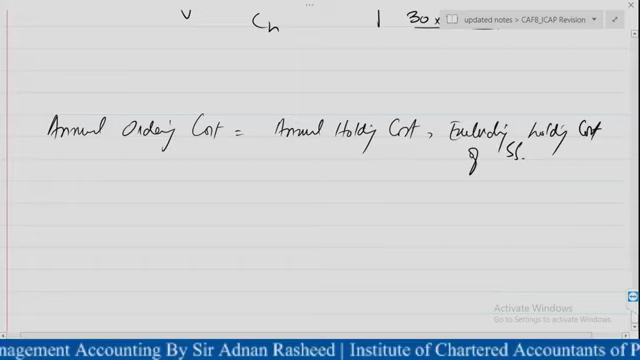 Ch 30 ×
updated notes > CAF8_ICAP Revision
Annual Ordering Cost = Annual Holding Cost, Excluding holding Cost
of SS.
Activate Windows
Go to Settings to activate Windows.
nagement Accounting By Sir Adnan Rasheed | Institute of Chartered Accountants of P